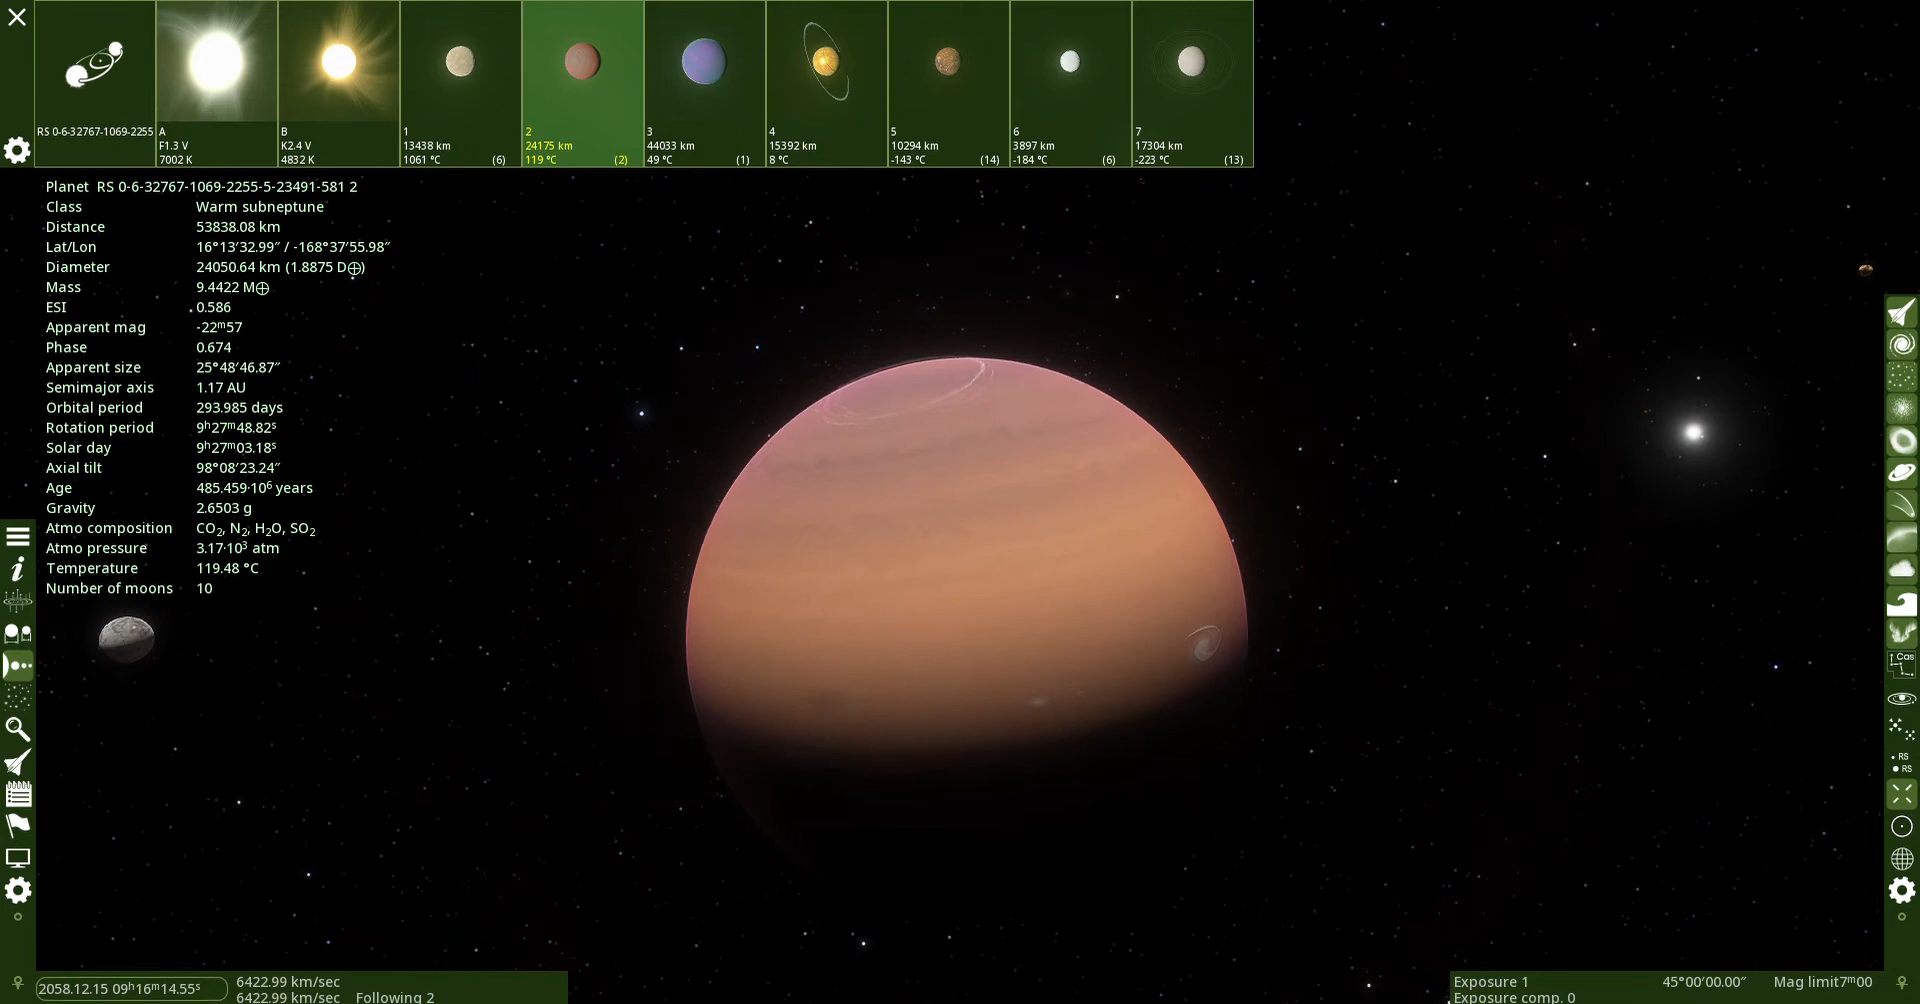 RS 0-6-32767-1069-2255
A
F1.3 V
7002 K
B
K2.4 V
4832 K
1
13438 km
1061 °C (6)
2
24175 km
119 °C (2)
3
44033 km
49 °C (1)
4
15392 km
8 °C
5
10294 km
-143 °C (14)
6
3897 km
-184 °C (6)
7
17304 km
-223 °C (13)
Planet RS 0-6-32767-1069-2255-5-23491-581 2
Class Warm subneptune
Distance 53838.08 km
Lat/Lon 16°13′32.99″ / -168°37′55.98″
Diameter 24050.64 km (1.8875 D⊕)
Mass 9.4422 M⊕
ESI 0.586
Apparent mag -22ᵐ57
Phase 0.674
Apparent size 25°48′46.87″
Semimajor axis 1.17 AU
Orbital period 293.985 days
Rotation period 9ʰ27ᵐ48.82ˢ
Solar day 9ʰ27ᵐ03.18ˢ
Axial tilt 98°08′23.24″
Age 485.459·10⁶ years
Gravity 2.6503 g
Atmo composition CO₂, N₂, H₂O, SO₂
Atmo pressure 3.17·10³ atm
Temperature 119.48 °C
Number of moons 10
Cas
RS
RS
2058.12.15 09ʰ16ᵐ14.55ˢ
6422.99 km/sec
6422.99 km/sec Following 2
Exposure 1 45°00′00.00″ Mag limit7ᵐ00
Exposure comp. 0